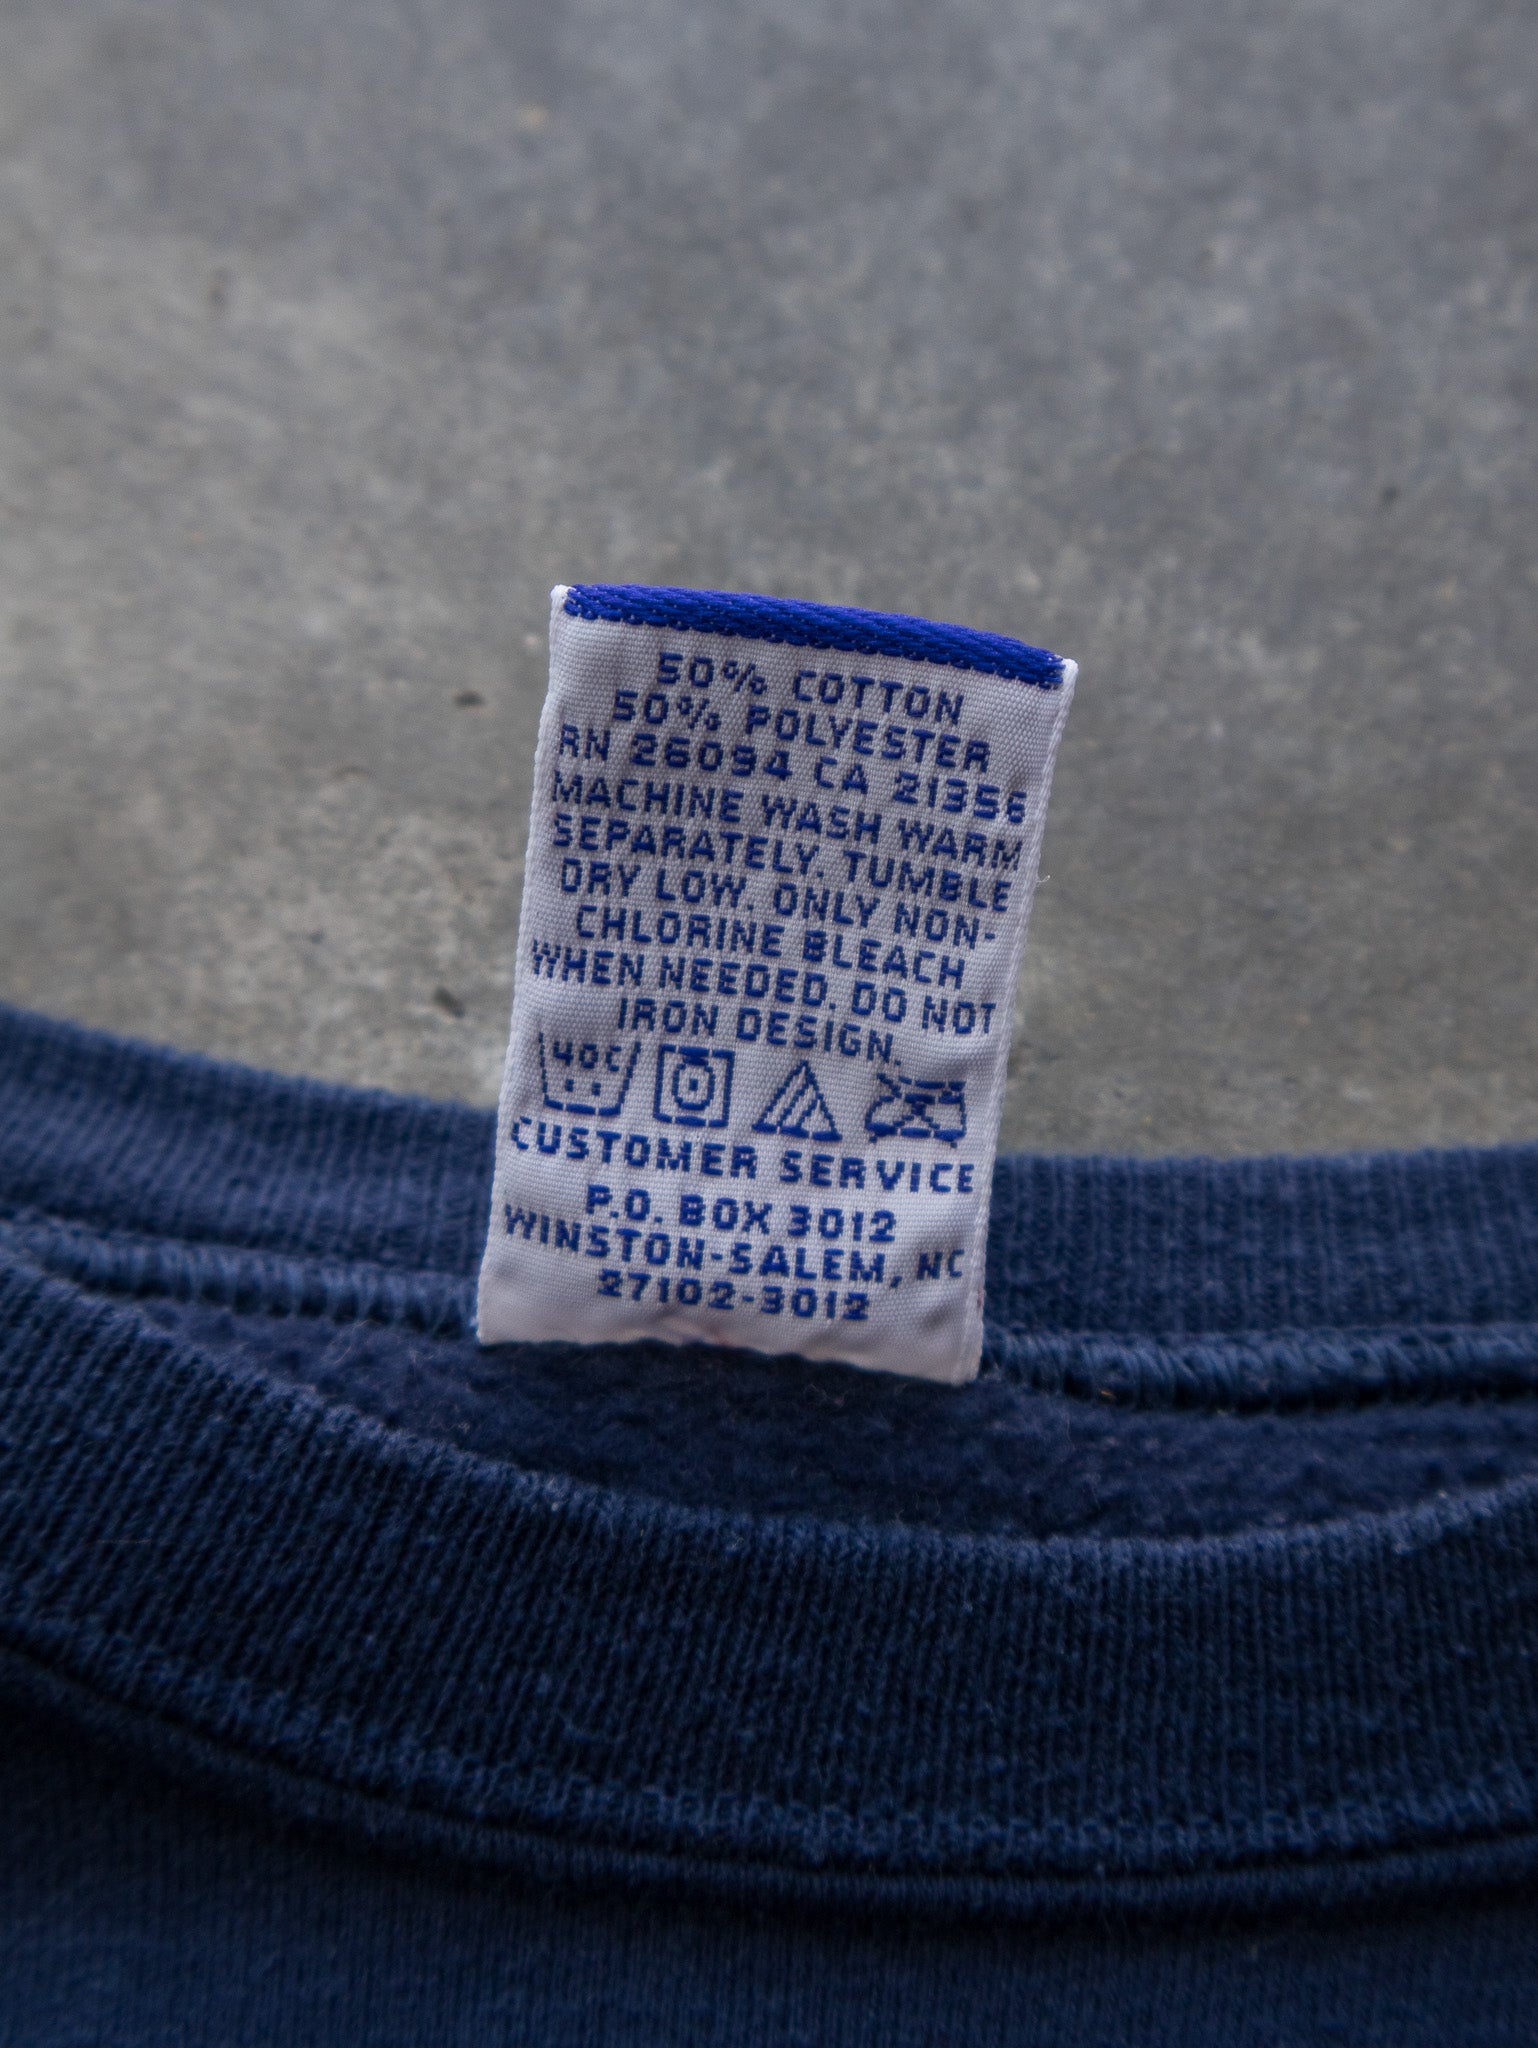 50% COTTON
50% POLYESTER
RN 26094 CA 21356
MACHINE WASH WARM
SEPARATELY. TUMBLE
DRY LOW. ONLY NON-
CHLORINE BLEACH
WHEN NEEDED. DO NOT
IRON DESIGN.
40C
CUSTOMER SERVICE
P.O. BOX 3012
WINSTON-SALEM, NC
27102-3012